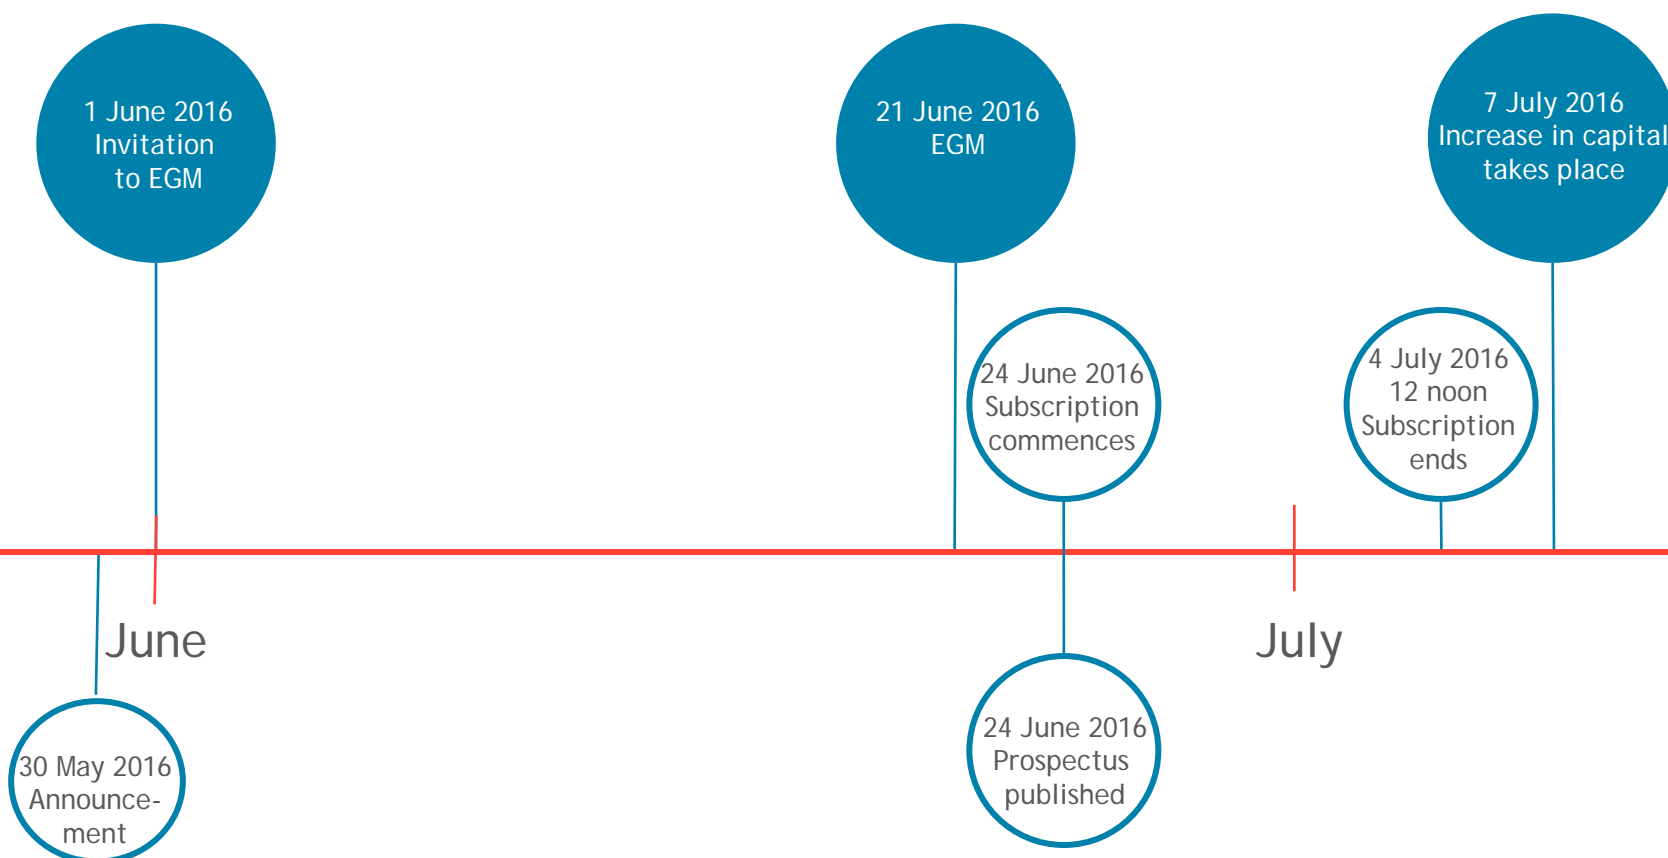 1 June 2016
Invitation
to EGM
21 June 2016
EGM
7 July 2016
Increase in capital
takes place
24 June 2016
Subscription
commences
4 July 2016
12 noon
Subscription
ends
June
July
30 May 2016
Announce-
ment
24 June 2016
Prospectus
published